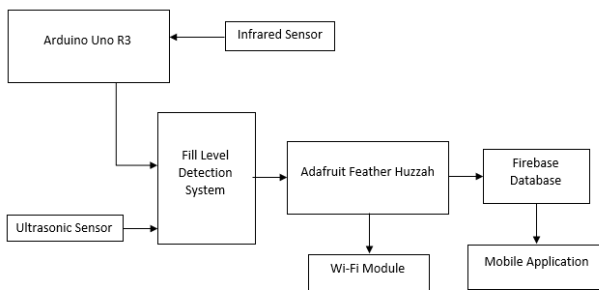 Arduino Uno R3
Infrared Sensor
Fill Level
Detection
System
Adafruit Feather Huzzah
Firebase
Database
Ultrasonic Sensor
Wi-Fi Module
Mobile Application